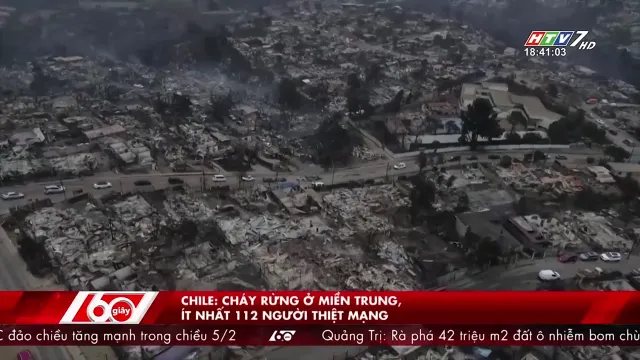 HTV7 HD
18:41:03
60 giây
CHILE: CHÁY RỪNG Ở MIỀN TRUNG,
ÍT NHẤT 112 NGƯỜI THIỆT MẠNG
C đảo chiều tăng mạnh trong chiều 5/2 Quảng Trị: Rà phá 42 triệu m2 đất ô nhiễm bom chù